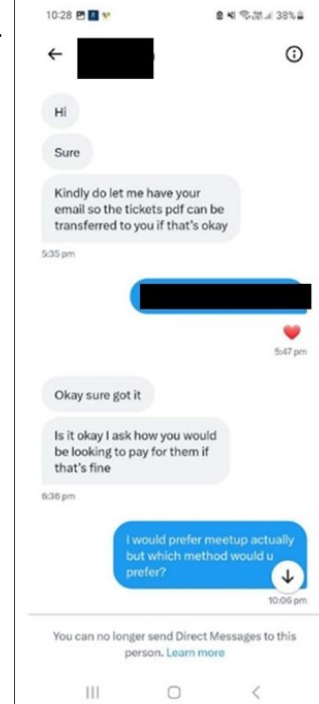 10:28
38%
Hi
Sure
Kindly do let me have your
email so the tickets pdf can be
transferred to you if that's okay
5:35 pm
5:47 pm
Okay sure got it
Is it okay I ask how you would
be looking to pay for them if
that's fine
6:36 pm
I would prefer meetup actually
but which method would u
prefer?
10:06 pm
You can no longer send Direct Messages to this
person. Learn more